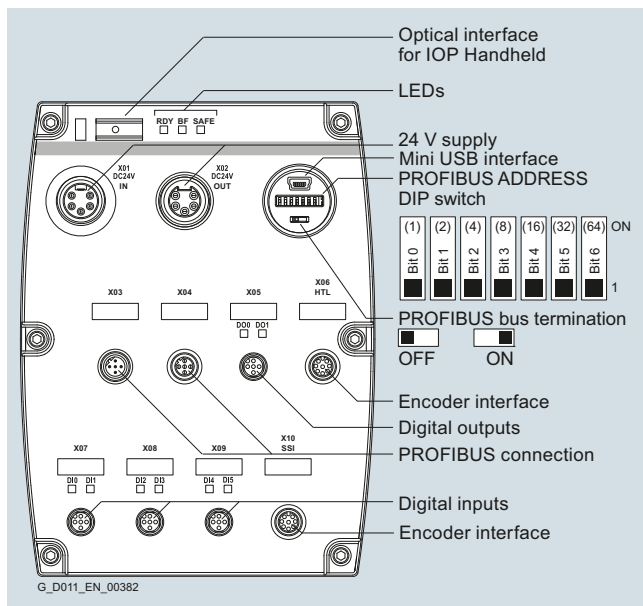 Optical interface
for IOP Handheld
LEDs
RDY BF SAFE
24 V supply
Mini USB interface
PROFIBUS ADDRESS
DIP switch
X01
DC24V
IN
X02
DC24V
OUT
(1) (2) (4) (8) (16) (32) (64) ON
Bit 0 Bit 1 Bit 2 Bit 3 Bit 4 Bit 5 Bit 6
1
PROFIBUS bus termination
OFF ON
X03 X04 X05 X06
HTL
DO0 DO1
Encoder interface
Digital outputs
PROFIBUS connection
X07 X08 X09 X10
SSI
DI0 DI1 DI2 DI3 DI4 DI5
Digital inputs
Encoder interface
G_D011_EN_00382